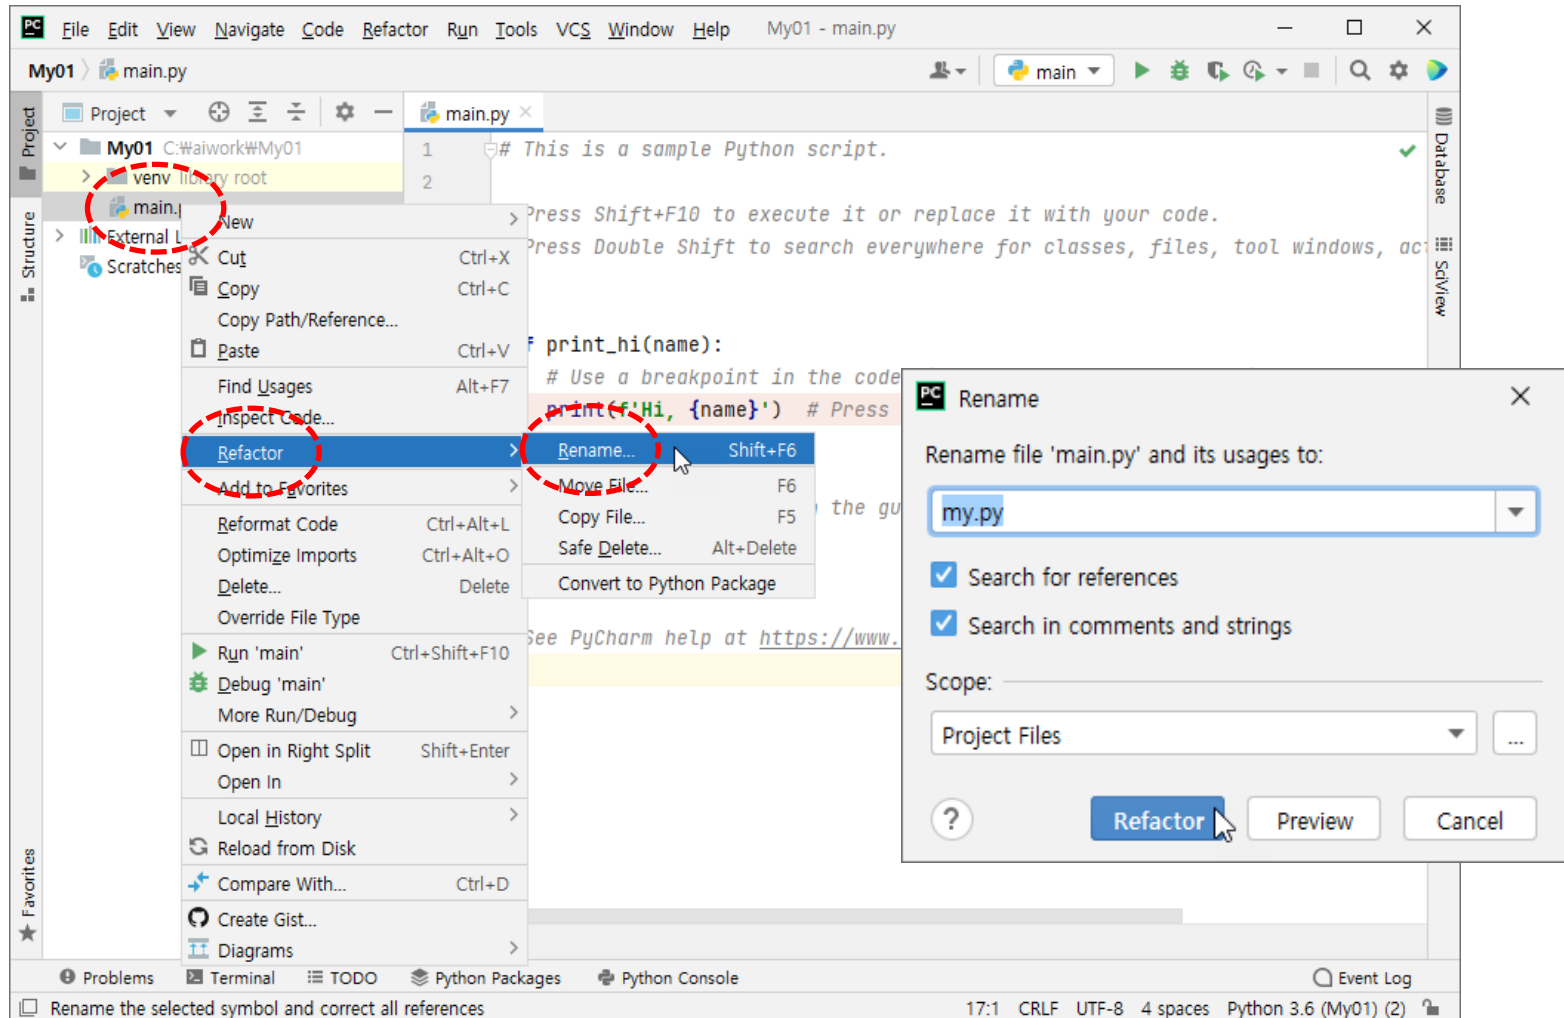 PC File Edit View Navigate Code Refactor Run Tools VCS Window Help My01 - main.py
My01 main.py main
Project
Project
main.py
My01 C:₩aiwork₩My01
venv library root
main.
External L
Scratches
Structure
Favorites
1 # This is a sample Python script.
2
Press Shift+F10 to execute it or replace it with your code.
Press Double Shift to search everywhere for classes, files, tool windows, act
f print_hi(name):
# Use a breakpoint in the code
print(f'Hi, {name}') # Press
the gu
See PyCharm help at https://www.
Database
SciView
New
Cut Ctrl+X
Copy Ctrl+C
Copy Path/Reference...
Paste Ctrl+V
Find Usages Alt+F7
Inspect Code...
Refactor
Add to Favorites
Reformat Code Ctrl+Alt+L
Optimize Imports Ctrl+Alt+O
Delete... Delete
Override File Type
Run 'main' Ctrl+Shift+F10
Debug 'main'
More Run/Debug
Open in Right Split Shift+Enter
Open In
Local History
Reload from Disk
Compare With... Ctrl+D
Create Gist...
Diagrams
Rename... Shift+F6
Move File... F6
Copy File... F5
Safe Delete... Alt+Delete
Convert to Python Package
PC Rename
Rename file 'main.py' and its usages to:
my.py
Search for references
Search in comments and strings
Scope:
Project Files
...
? Refactor Preview Cancel
Problems Terminal TODO Python Packages Python Console Event Log
Rename the selected symbol and correct all references 17:1 CRLF UTF-8 4 spaces Python 3.6 (My01) (2)